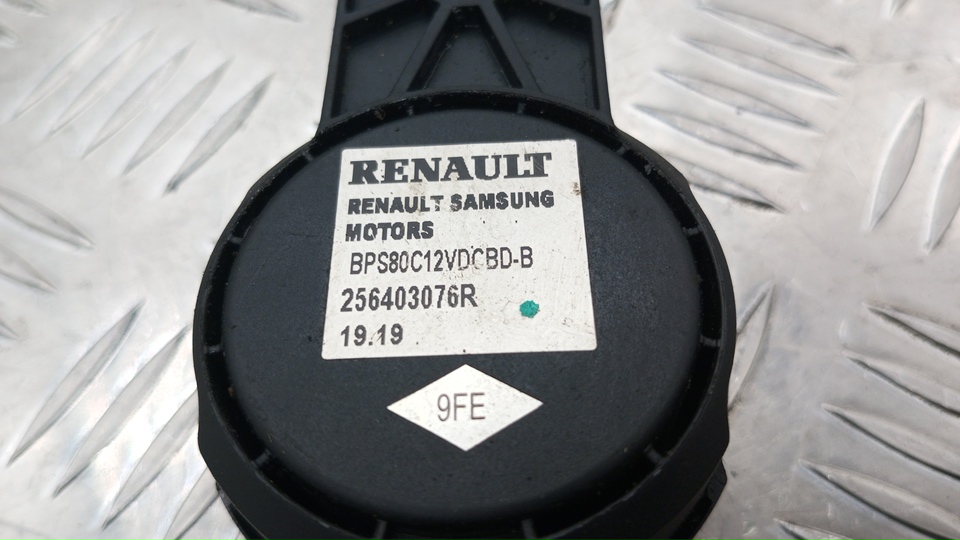 RENAULT
RENAULT SAMSUNG
MOTORS
BPS80C12VDCBD-B
256403076R
19.19
9FE